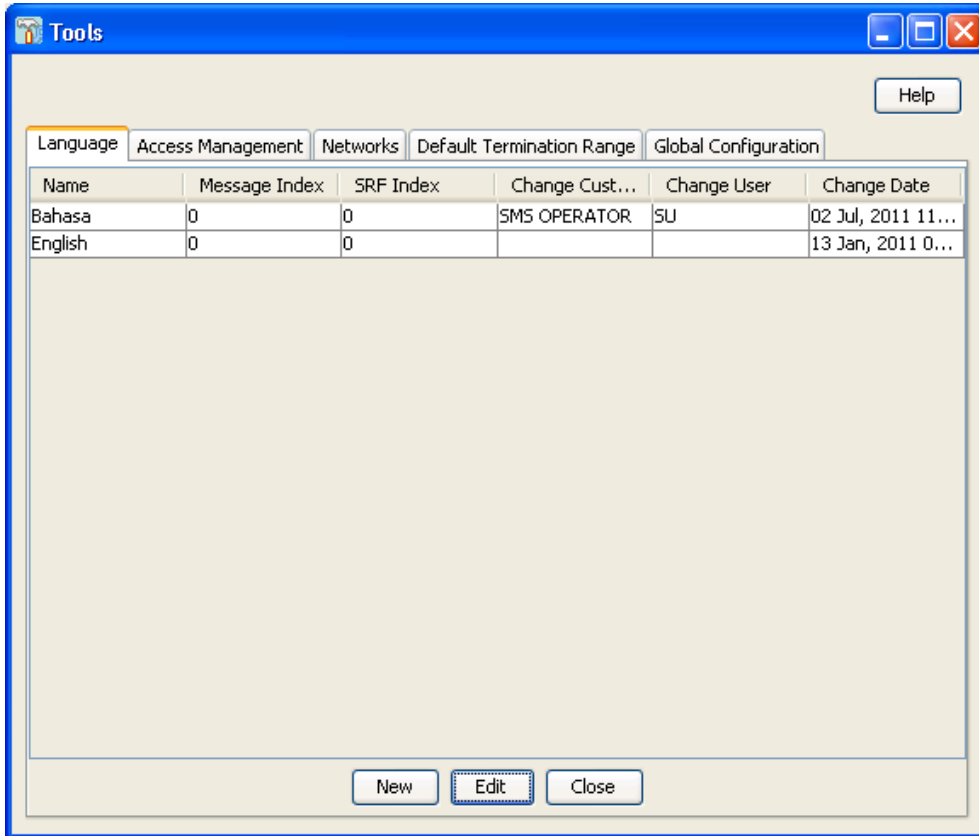 Tools
Help
Language Access Management Networks Default Termination Range Global Configuration
Name Message Index SRF Index Change Cust... Change User Change Date
Bahasa 0 0 SMS OPERATOR SU 02 Jul, 2011 11...
English 0 0 13 Jan, 2011 0...
New Edit Close